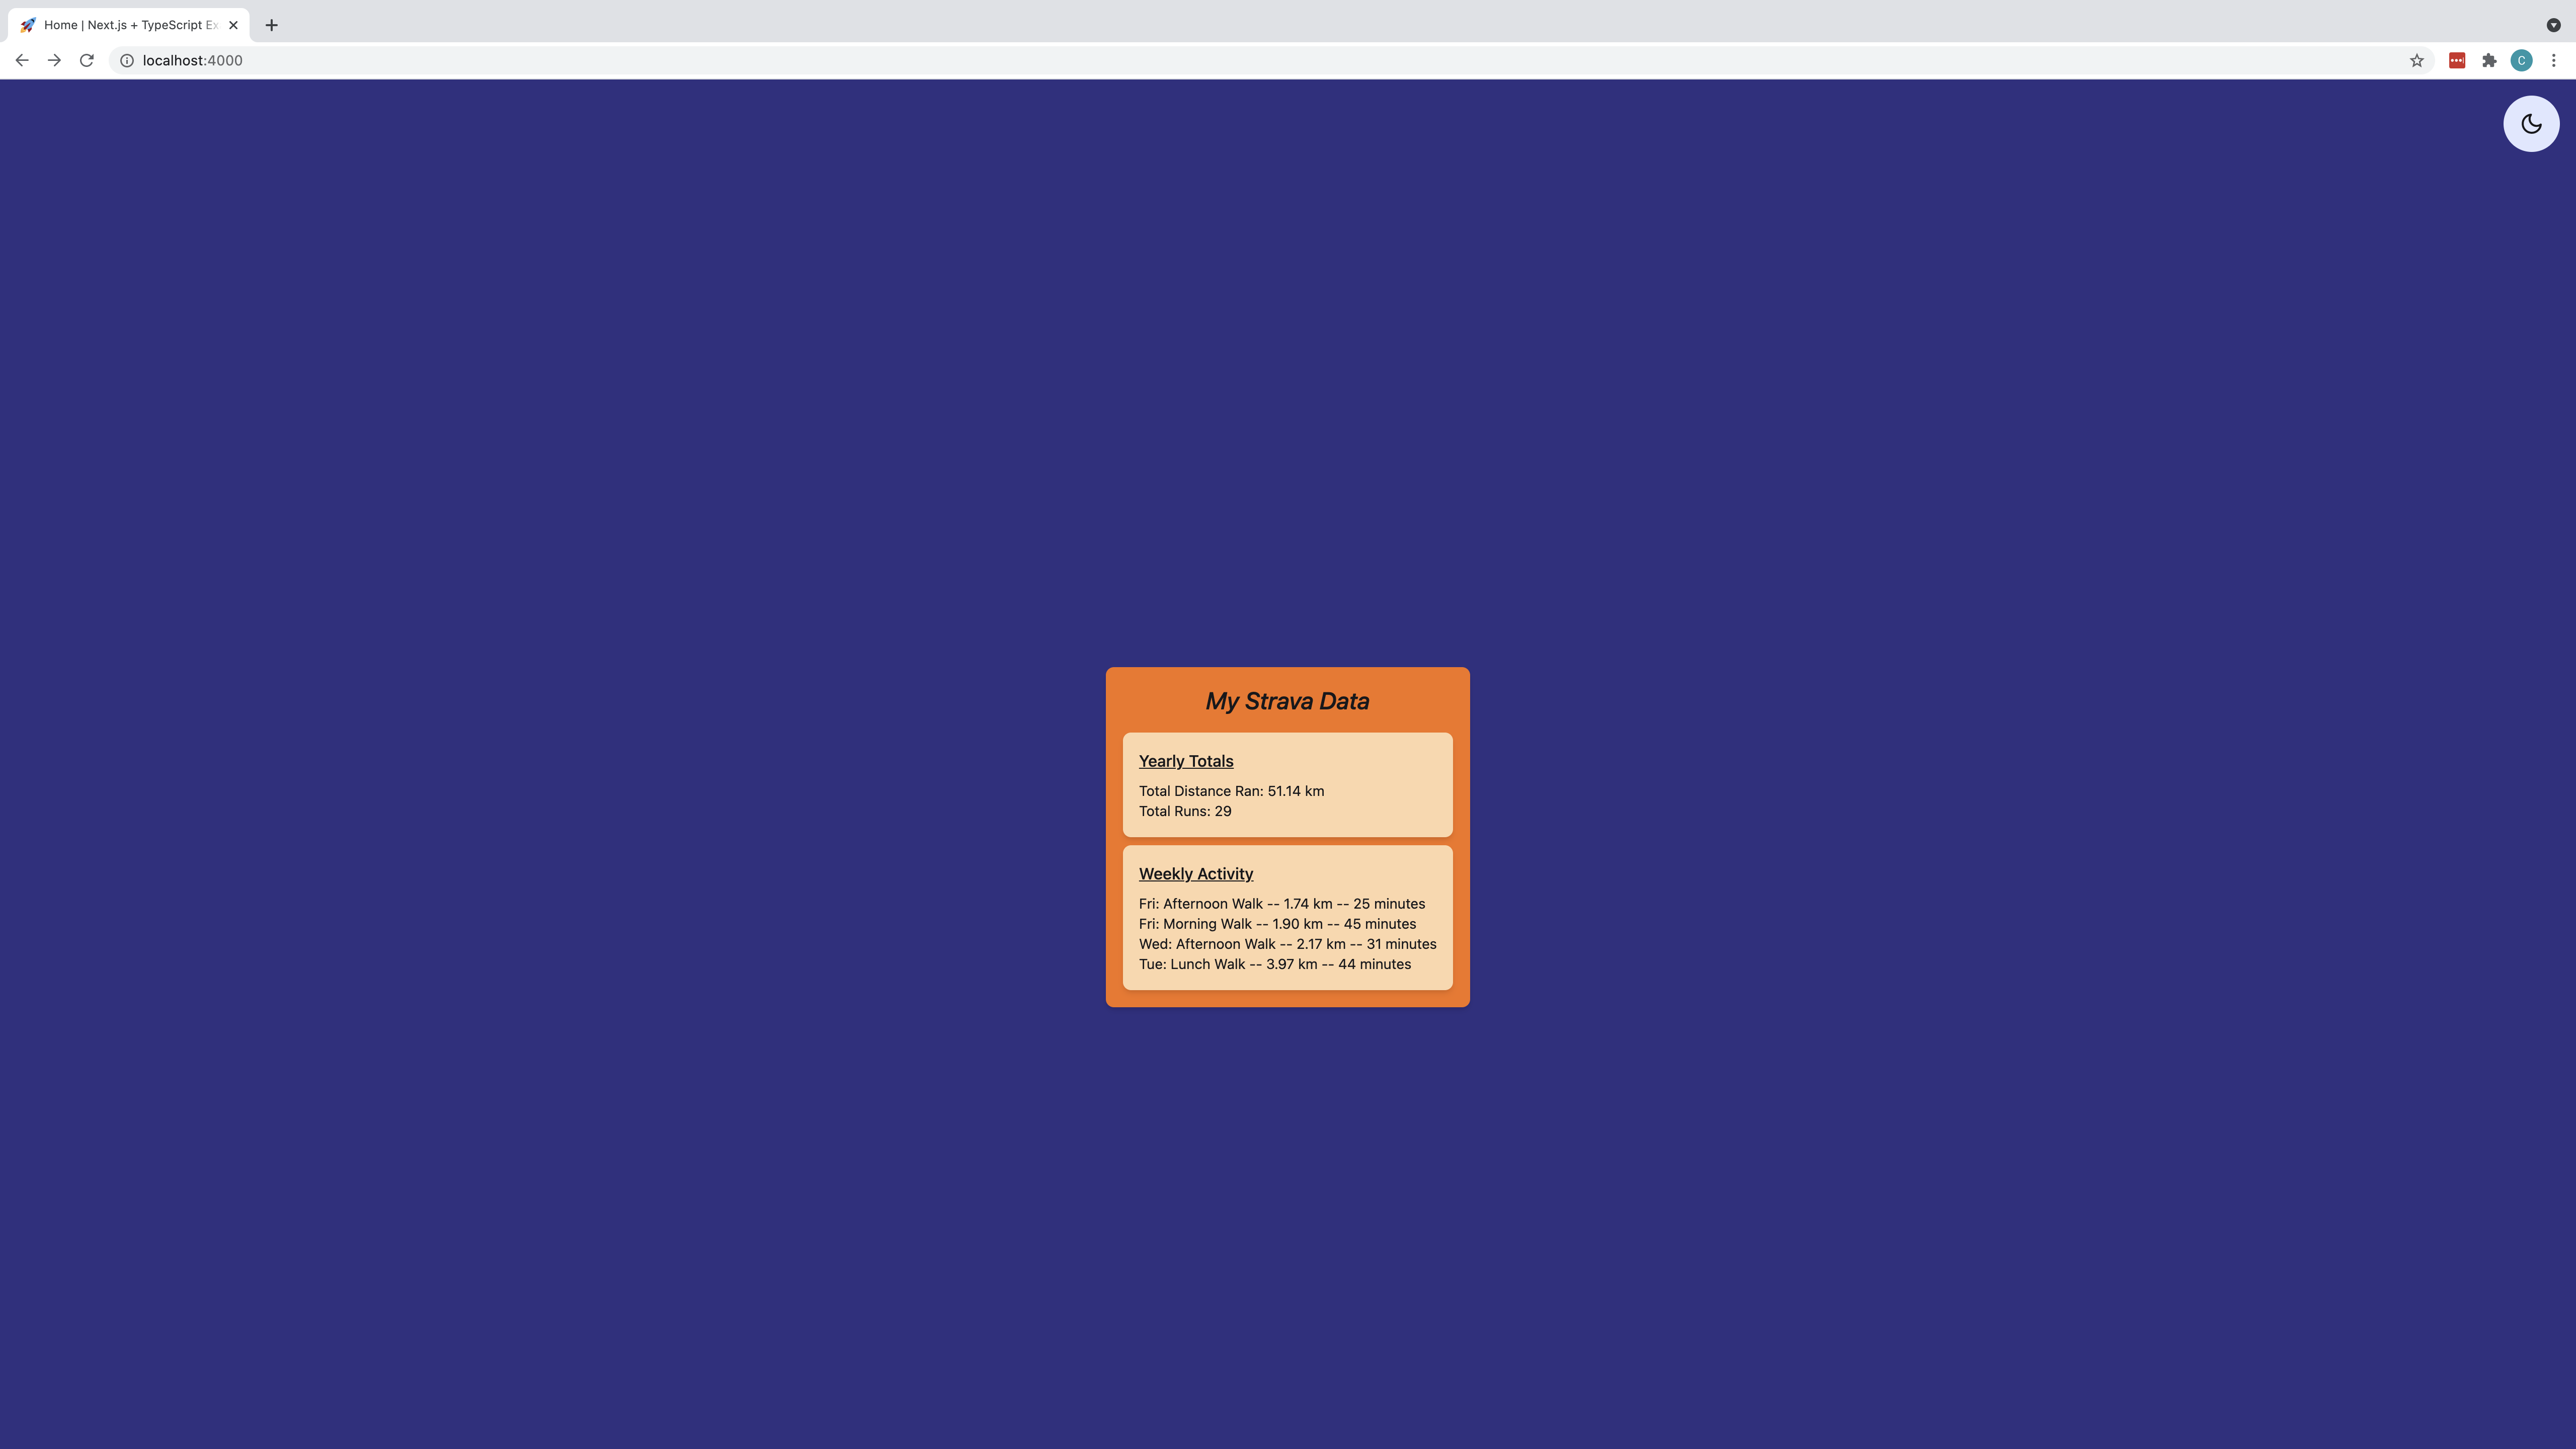 Home | Next.js + TypeScript Ex
localhost:4000
C
My Strava Data
Yearly Totals
Total Distance Ran: 51.14 km
Total Runs: 29
Weekly Activity
Fri: Afternoon Walk -- 1.74 km -- 25 minutes
Fri: Morning Walk -- 1.90 km -- 45 minutes
Wed: Afternoon Walk -- 2.17 km -- 31 minutes
Tue: Lunch Walk -- 3.97 km -- 44 minutes